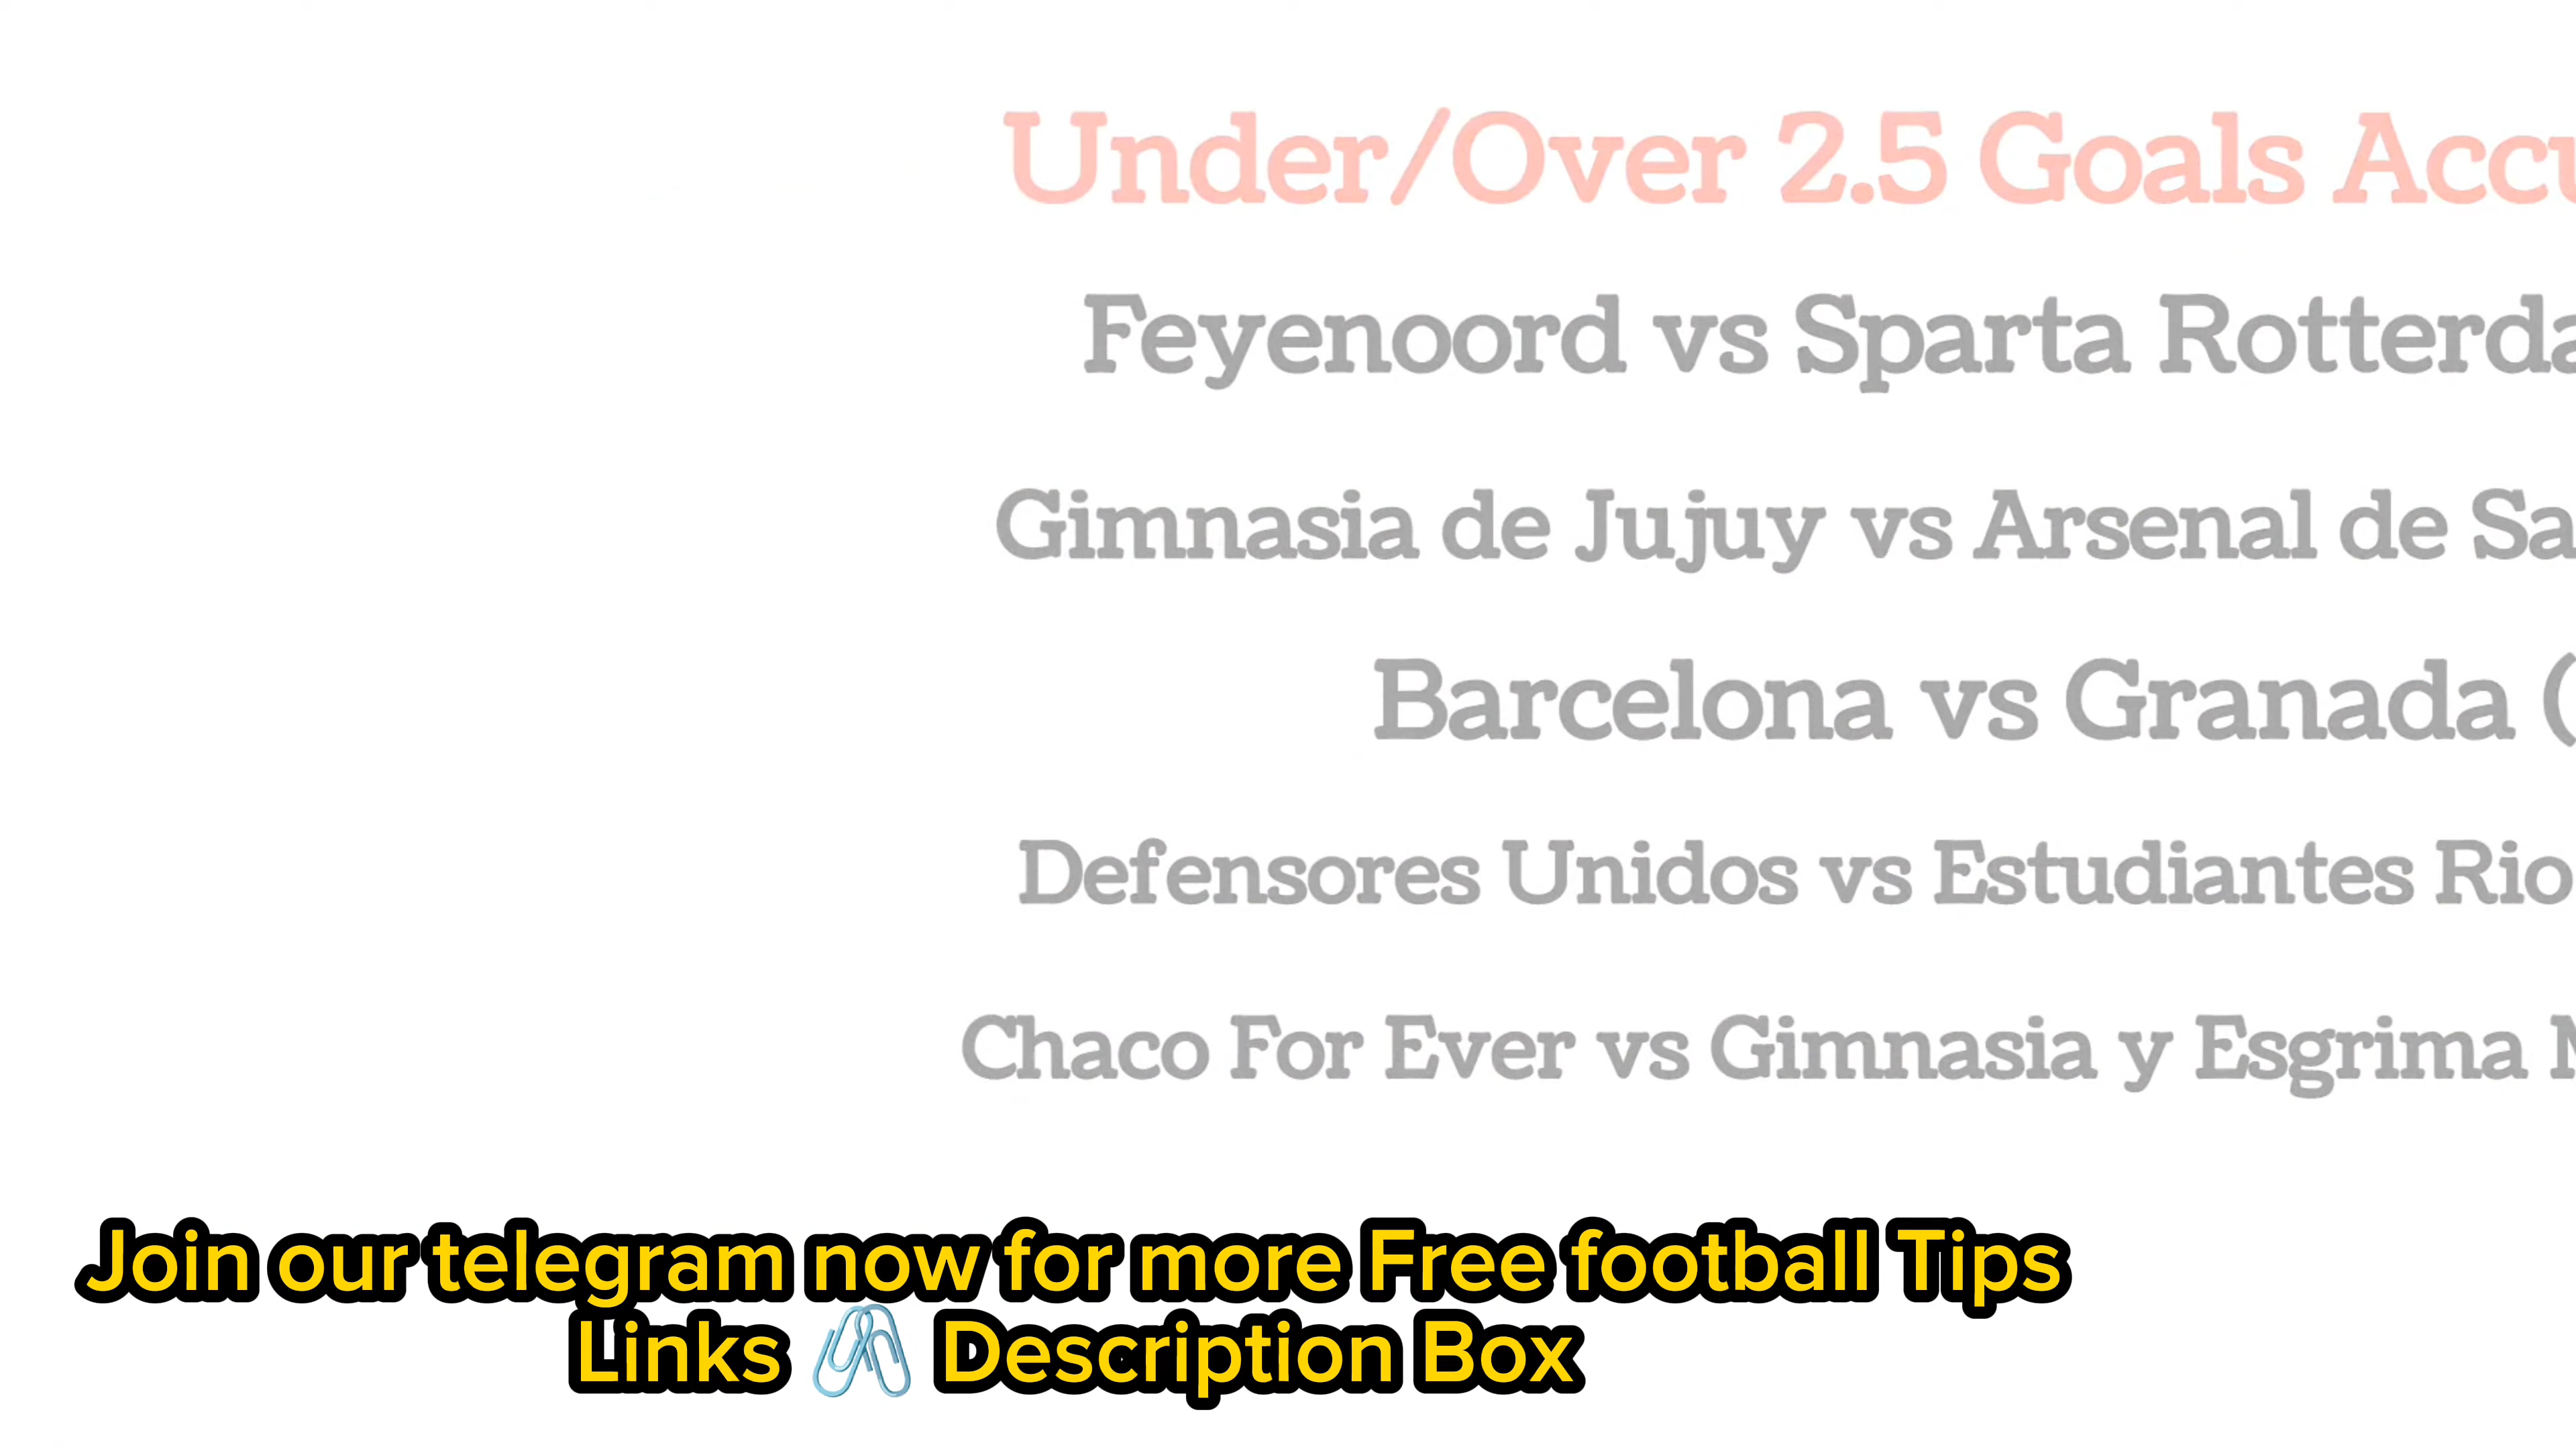 Under/Over 2.5 Goals Accu
Feyenoord vs Sparta Rotterda
Gimnasia de Jujuy vs Arsenal de Sa
Barcelona vs Granada (
Defensores Unidos vs Estudiantes Rio
Chaco For Ever vs Gimnasia y Esgrima M
Join our telegram now for more Free football Tips
Links 🖇️ Description Box